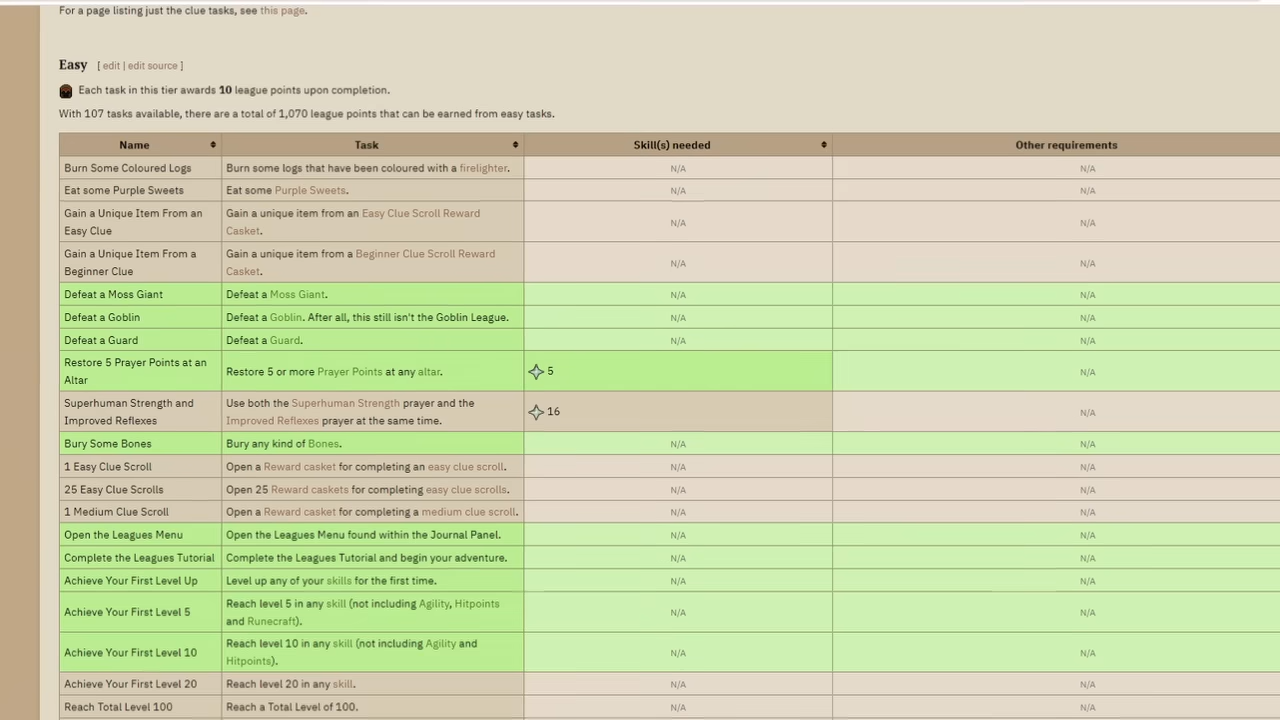 For a page listing just the clue tasks, see this page.
Easy [ edit | edit source ]
Each task in this tier awards 10 league points upon completion.
With 107 tasks available, there are a total of 1,070 league points that can be earned from easy tasks.
Name Task Skill(s) needed Other requirements
Burn Some Coloured Logs Burn some logs that have been coloured with a firelighter. N/A N/A
Eat some Purple Sweets Eat some Purple Sweets. N/A N/A
Gain a Unique Item From an Gain a unique item from an Easy Clue Scroll Reward
Easy Clue Casket. N/A N/A
Gain a Unique Item From a Gain a unique item from a Beginner Clue Scroll Reward
Beginner Clue Casket. N/A N/A
Defeat a Moss Giant Defeat a Moss Giant. N/A N/A
Defeat a Goblin Defeat a Goblin. After all, this still isn't the Goblin League. N/A N/A
Defeat a Guard Defeat a Guard. N/A N/A
Restore 5 Prayer Points at an
Altar Restore 5 or more Prayer Points at any altar. 5 N/A
Superhuman Strength and Use both the Superhuman Strength prayer and the
Improved Reflexes Improved Reflexes prayer at the same time. 16 N/A
Bury Some Bones Bury any kind of Bones. N/A N/A
1 Easy Clue Scroll Open a Reward casket for completing an easy clue scroll. N/A N/A
25 Easy Clue Scrolls Open 25 Reward caskets for completing easy clue scrolls. N/A N/A
1 Medium Clue Scroll Open a Reward casket for completing a medium clue scroll. N/A N/A
Open the Leagues Menu Open the Leagues Menu found within the Journal Panel. N/A N/A
Complete the Leagues Tutorial Complete the Leagues Tutorial and begin your adventure. N/A N/A
Achieve Your First Level Up Level up any of your skills for the first time. N/A N/A
Achieve Your First Level 5 Reach level 5 in any skill (not including Agility, Hitpoints
and Runecraft). N/A N/A
Achieve Your First Level 10 Reach level 10 in any skill (not including Agility and
Hitpoints). N/A N/A
Achieve Your First Level 20 Reach level 20 in any skill. N/A N/A
Reach Total Level 100 Reach a Total Level of 100. N/A N/A